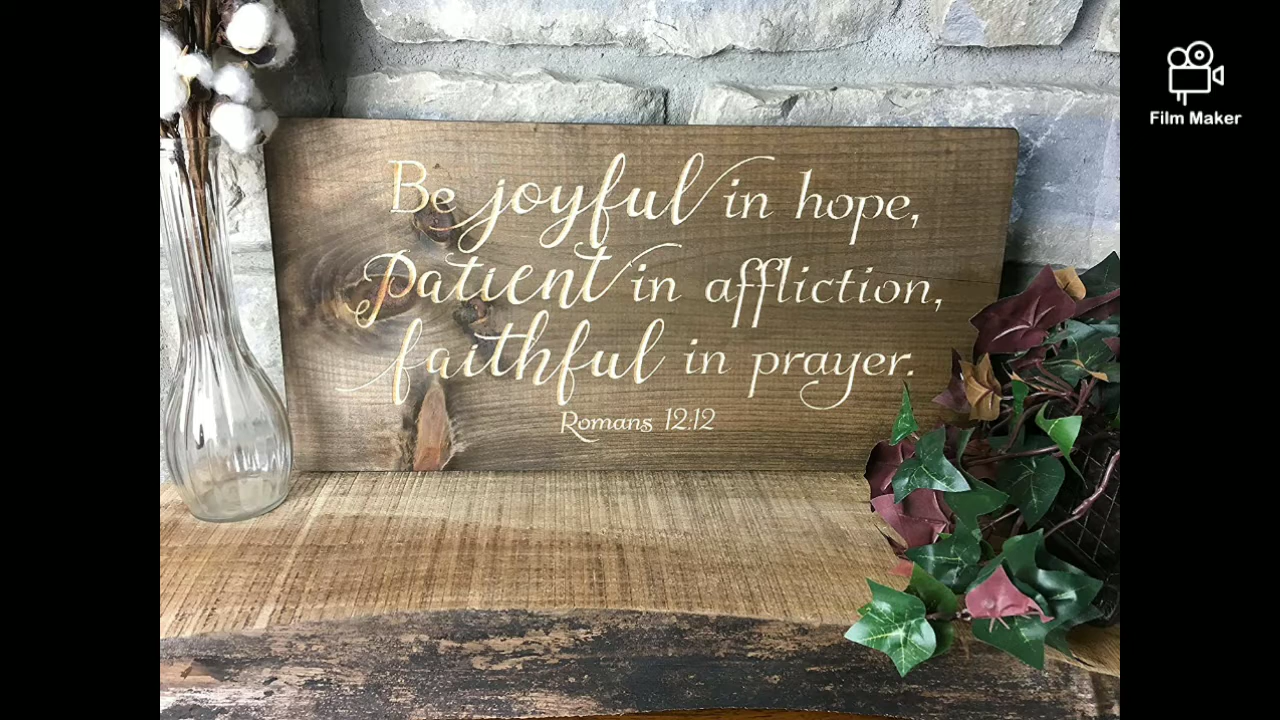 Be joyful in hope,
Patient in affliction,
faithful in prayer.
Romans 12:12
Film Maker